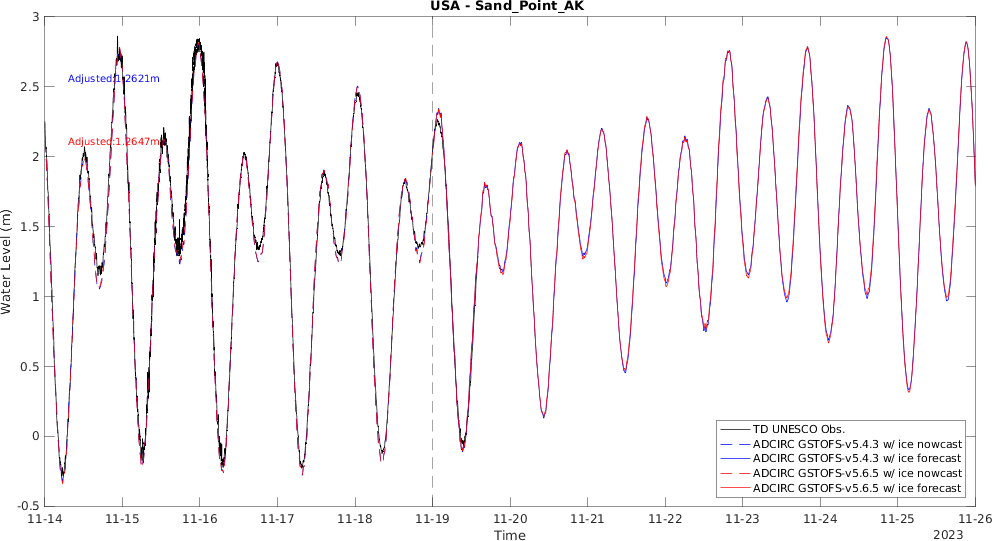 USA - Sand_Point_AK
3
2.5
2
1.5
1
0.5
0
-0.5
Water Level (m)
Adjusted:1.2621m
Adjusted:1.2647m
11-14 11-15 11-16 11-17 11-18 11-19 11-20 11-21 11-22 11-23 11-24 11-25 11-26
Time
2023
TD UNESCO Obs.
ADCIRC GSTOFS-v5.4.3 w/ ice nowcast
ADCIRC GSTOFS-v5.4.3 w/ ice forecast
ADCIRC GSTOFS-v5.6.5 w/ ice nowcast
ADCIRC GSTOFS-v5.6.5 w/ ice forecast